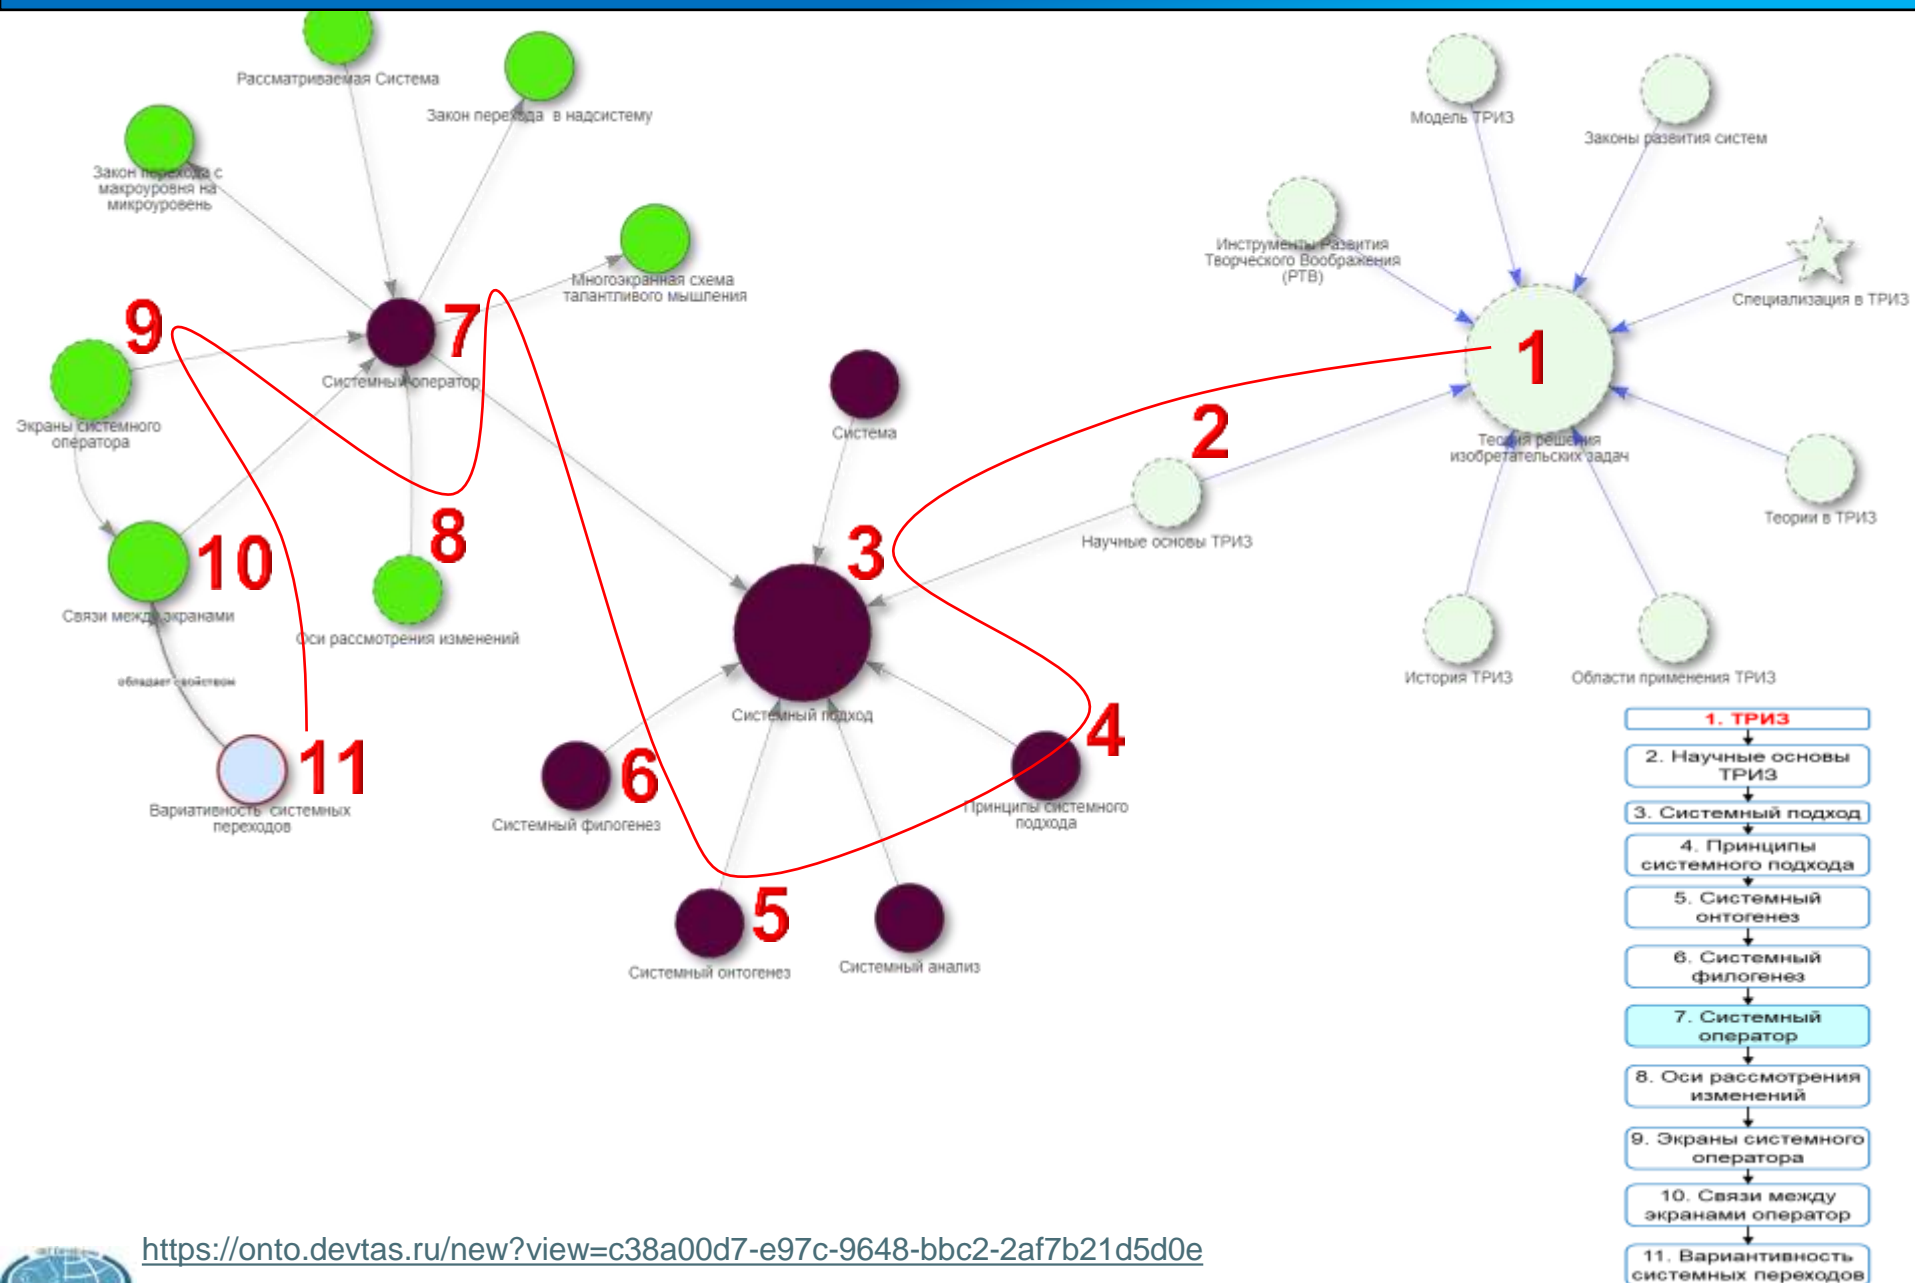 Рассматриваемая Система
Закон перехода в надсистему
Закон перехода с
макроуровня на
микроуровень
Многоэкранная схема
талантливого мышления
9
7
Системный оператор
Экраны системного
оператора
10
8
Связи между экранами
Оси рассмотрения изменений
обладает свойством
11
Вариативность системных
переходов
Система
3
Системный подход
6
Системный филогенез
4
Принципы системного
подхода
5
Системный онтогенез
Системный анализ
Модель ТРИЗ
Законы развития систем
Инструменты Развития
Творческого Воображения
(РТВ)
Специализация в ТРИЗ
1
2
Теория решения
изобретательских задач
Научные основы ТРИЗ
Теории в ТРИЗ
История ТРИЗ
Области применения ТРИЗ
1. ТРИЗ
2. Научные основы
ТРИЗ
3. Системный подход
4. Принципы
системного подхода
5. Системный
онтогенез
6. Системный
филогенез
7. Системный
оператор
8. Оси рассмотрения
изменений
9. Экраны системного
оператора
10. Связи между
экранами оператор
11. Вариантивность
системных переходов
https://onto.devtas.ru/new?view=c38a00d7-e97c-9648-bbc2-2af7b21d5d0e